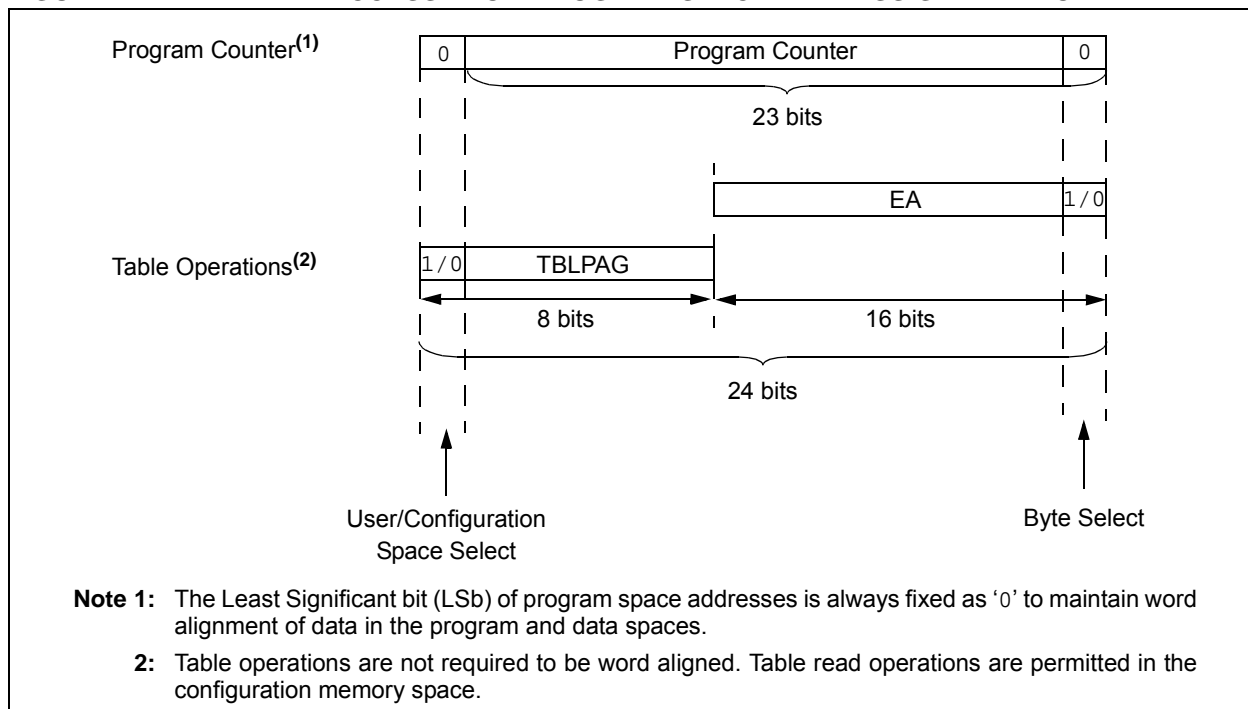 Program Counter(1)
0
Program Counter
0
23 bits
EA
1/0
Table Operations(2)
1/0
TBLPAG
8 bits
16 bits
24 bits
User/Configuration
Space Select
Byte Select
Note 1: The Least Significant bit (LSb) of program space addresses is always fixed as ‘0’ to maintain word
alignment of data in the program and data spaces.
2: Table operations are not required to be word aligned. Table read operations are permitted in the
configuration memory space.